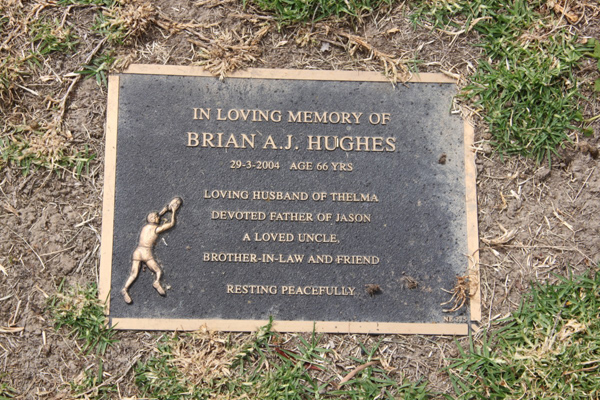 IN LOVING MEMORY OF
BRIAN A.J. HUGHES
29-3-2004 AGE 66 YRS
LOVING HUSBAND OF THELMA
DEVOTED FATHER OF JASON
A LOVED UNCLE,
BROTHER-IN-LAW AND FRIEND
RESTING PEACEFULLY